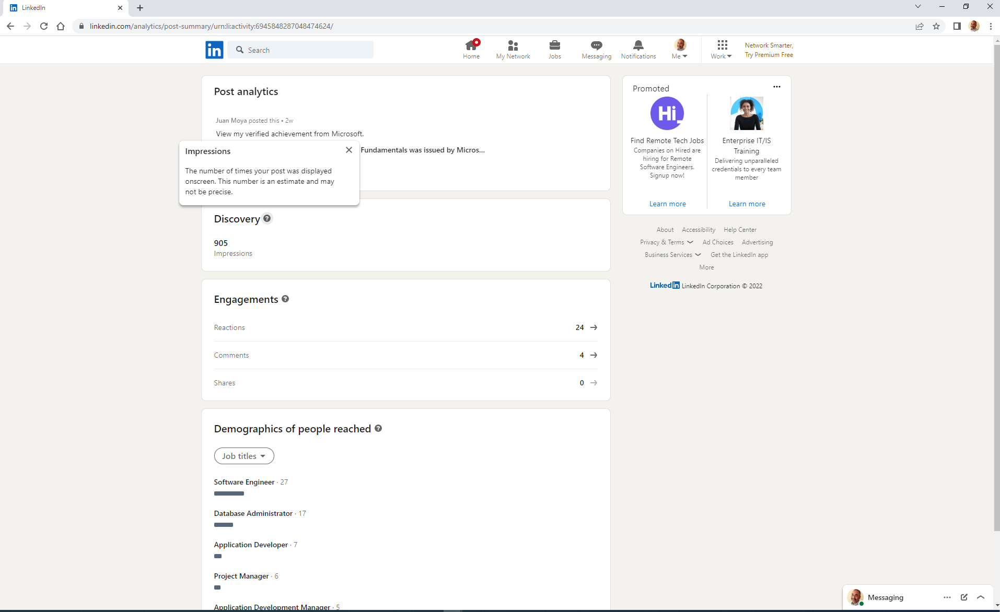 LinkedIn
linkedin.com/analytics/post-summary/urn:li:activity:6945848287048474624/
in
Search
Home
My Network
Jobs
Messaging
Notifications
Me
Work
Network Smarter,
Try Premium Free
Post analytics
Juan Moya posted this • 2w
View my verified achievement from Microsoft.
Fundamentals was issued by Micros...
Impressions
The number of times your post was displayed
onscreen. This number is an estimate and may
not be precise.
Discovery
905
Impressions
Engagements
Reactions
24
Comments
4
Shares
0
Demographics of people reached
Job titles
Software Engineer · 27
Database Administrator · 17
Application Developer · 7
Project Manager · 6
Application Development Manager · 5
Promoted
Hi_
Find Remote Tech Jobs
Companies on Hired are
hiring for Remote
Software Engineers.
Signup now!
Learn more
Enterprise IT/IS
Training
Delivering unparalleled
credentials to every team
member
Learn more
About Accessibility Help Center
Privacy & Terms Ad Choices Advertising
Business Services Get the LinkedIn app
More
LinkedIn LinkedIn Corporation © 2022
Messaging